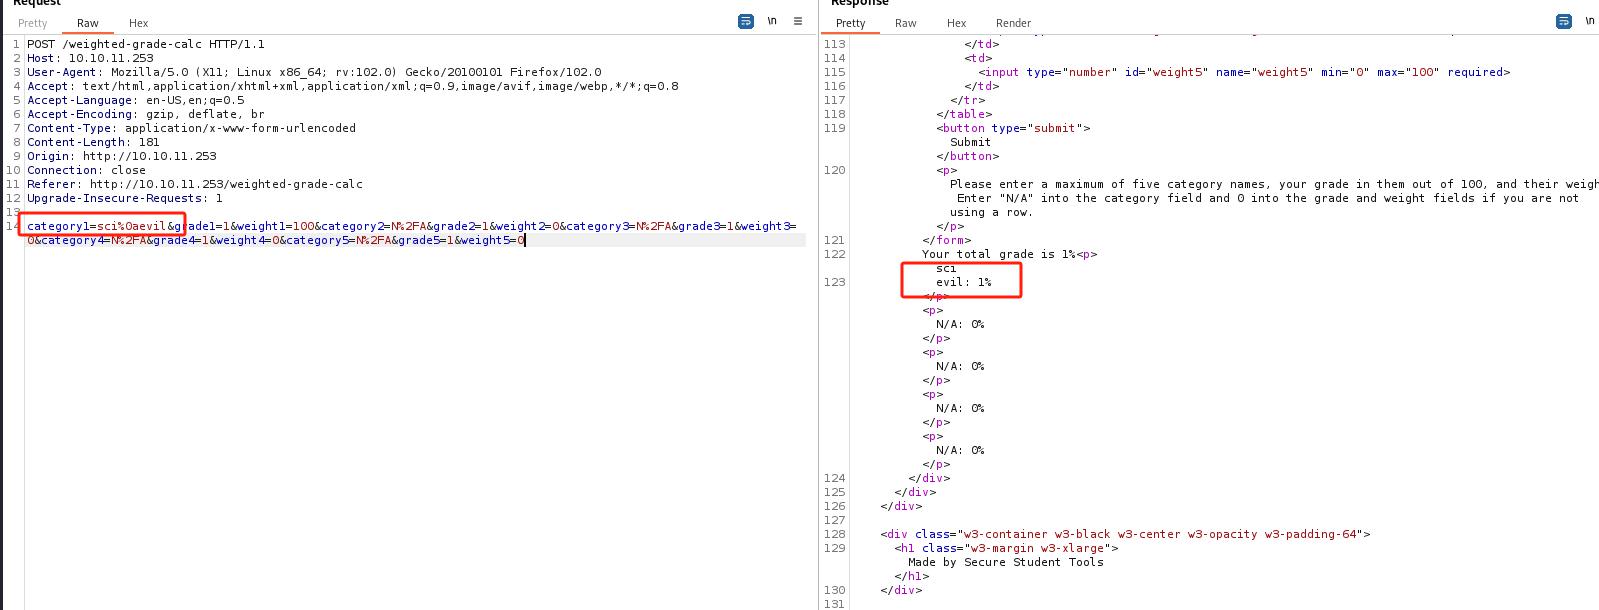 Request
Pretty Raw Hex
\n
1 POST /weighted-grade-calc HTTP/1.1
2 Host: 10.10.11.253
3 User-Agent: Mozilla/5.0 (X11; Linux x86_64; rv:102.0) Gecko/20100101 Firefox/102.0
4 Accept: text/html,application/xhtml+xml,application/xml;q=0.9,image/avif,image/webp,*/*;q=0.8
5 Accept-Language: en-US,en;q=0.5
6 Accept-Encoding: gzip, deflate, br
7 Content-Type: application/x-www-form-urlencoded
8 Content-Length: 181
9 Origin: http://10.10.11.253
10 Connection: close
11 Referer: http://10.10.11.253/weighted-grade-calc
12 Upgrade-Insecure-Requests: 1
13
14 category1=sci%0aevil&grade1=1&weight1=100&category2=N%2FA&grade2=1&weight2=0&category3=N%2FA&grade3=1&weight3=
0&category4=N%2FA&grade4=1&weight4=0&category5=N%2FA&grade5=1&weight5=0
Response
Pretty Raw Hex Render
\n
113 </td>
114 <td>
115 <input type="number" id="weight5" name="weight5" min="0" max="100" required>
116 </td>
117 </tr>
118 </table>
119 <button type="submit">
Submit
</button>
120 <p>
Please enter a maximum of five category names, your grade in them out of 100, and their weigh
Enter "N/A" into the category field and 0 into the grade and weight fields if you are not
using a row.
</p>
121 </form>
122 Your total grade is 1%<p>
sci
123 evil: 1%
</p>
<p>
N/A: 0%
</p>
<p>
N/A: 0%
</p>
<p>
N/A: 0%
</p>
<p>
N/A: 0%
</p>
124 </div>
125 </div>
126 </div>
127
128 <div class="w3-container w3-black w3-center w3-opacity w3-padding-64">
129 <h1 class="w3-margin w3-xlarge">
Made by Secure Student Tools
</h1>
130 </div>
131